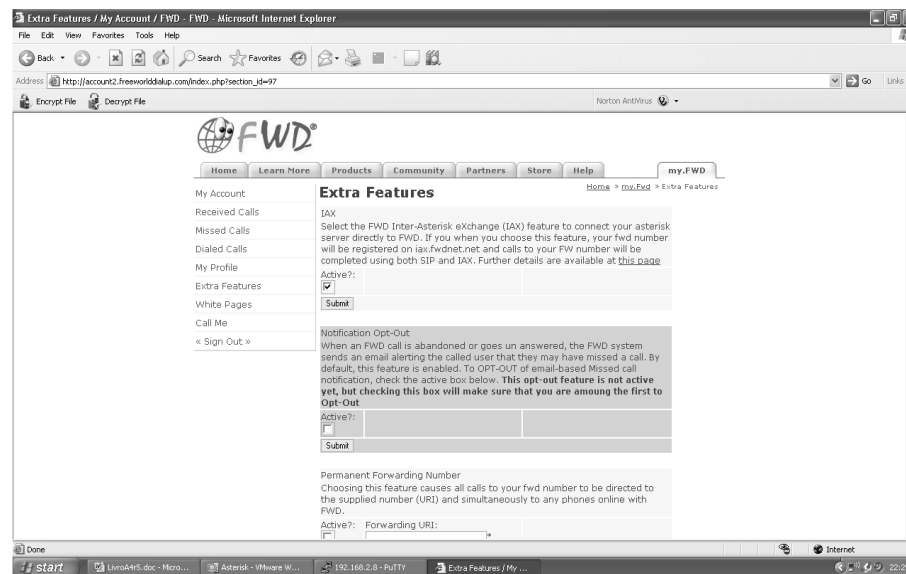 Extra Features / My Account / FWD - FWD - Microsoft Internet Explorer
File Edit View Favorites Tools Help
Back Search Favorites
Address http://account2.freeworlddialup.com/index.php?section_id=97 Go Links
Encrypt File Decrypt File Norton AntiVirus
FWD®
Home Learn More Products Community Partners Store Help my.FWD
Home » my.Fwd » Extra Features
My Account
Received Calls
Missed Calls
Dialed Calls
My Profile
Extra Features
White Pages
Call Me
« Sign Out »
Extra Features
IAX
Select the FWD Inter-Asterisk eXchange (IAX) feature to connect your asterisk
server directly to FWD. If you when you choose this feature, your fwd number
will be registered on iax.fwdnet.net and calls to your FW number will be
completed using both SIP and IAX. Further details are available at this page
Active?:
Submit
Notification Opt-Out
When an FWD call is abandoned or goes un answered, the FWD system
sends an email alerting the called user that they may have missed a call. By
default, this feature is enabled. To OPT-OUT of email-based Missed call
notification, check the active box below. This opt-out feature is not active
yet, but checking this box will make sure that you are amoung the first to
Opt-Out
Active?:
Submit
Permanent Forwarding Number
Choosing this feature causes all calls to your fwd number to be directed to
the supplied number (URI) and simultaneously to any phones online with
FWD.
Active?: Forwarding URI:
*
Done Internet
start LivroA4r5.doc - Micro... Asterisk - VMware W... 192.168.2.8 - PuTTY Extra Features / My ...